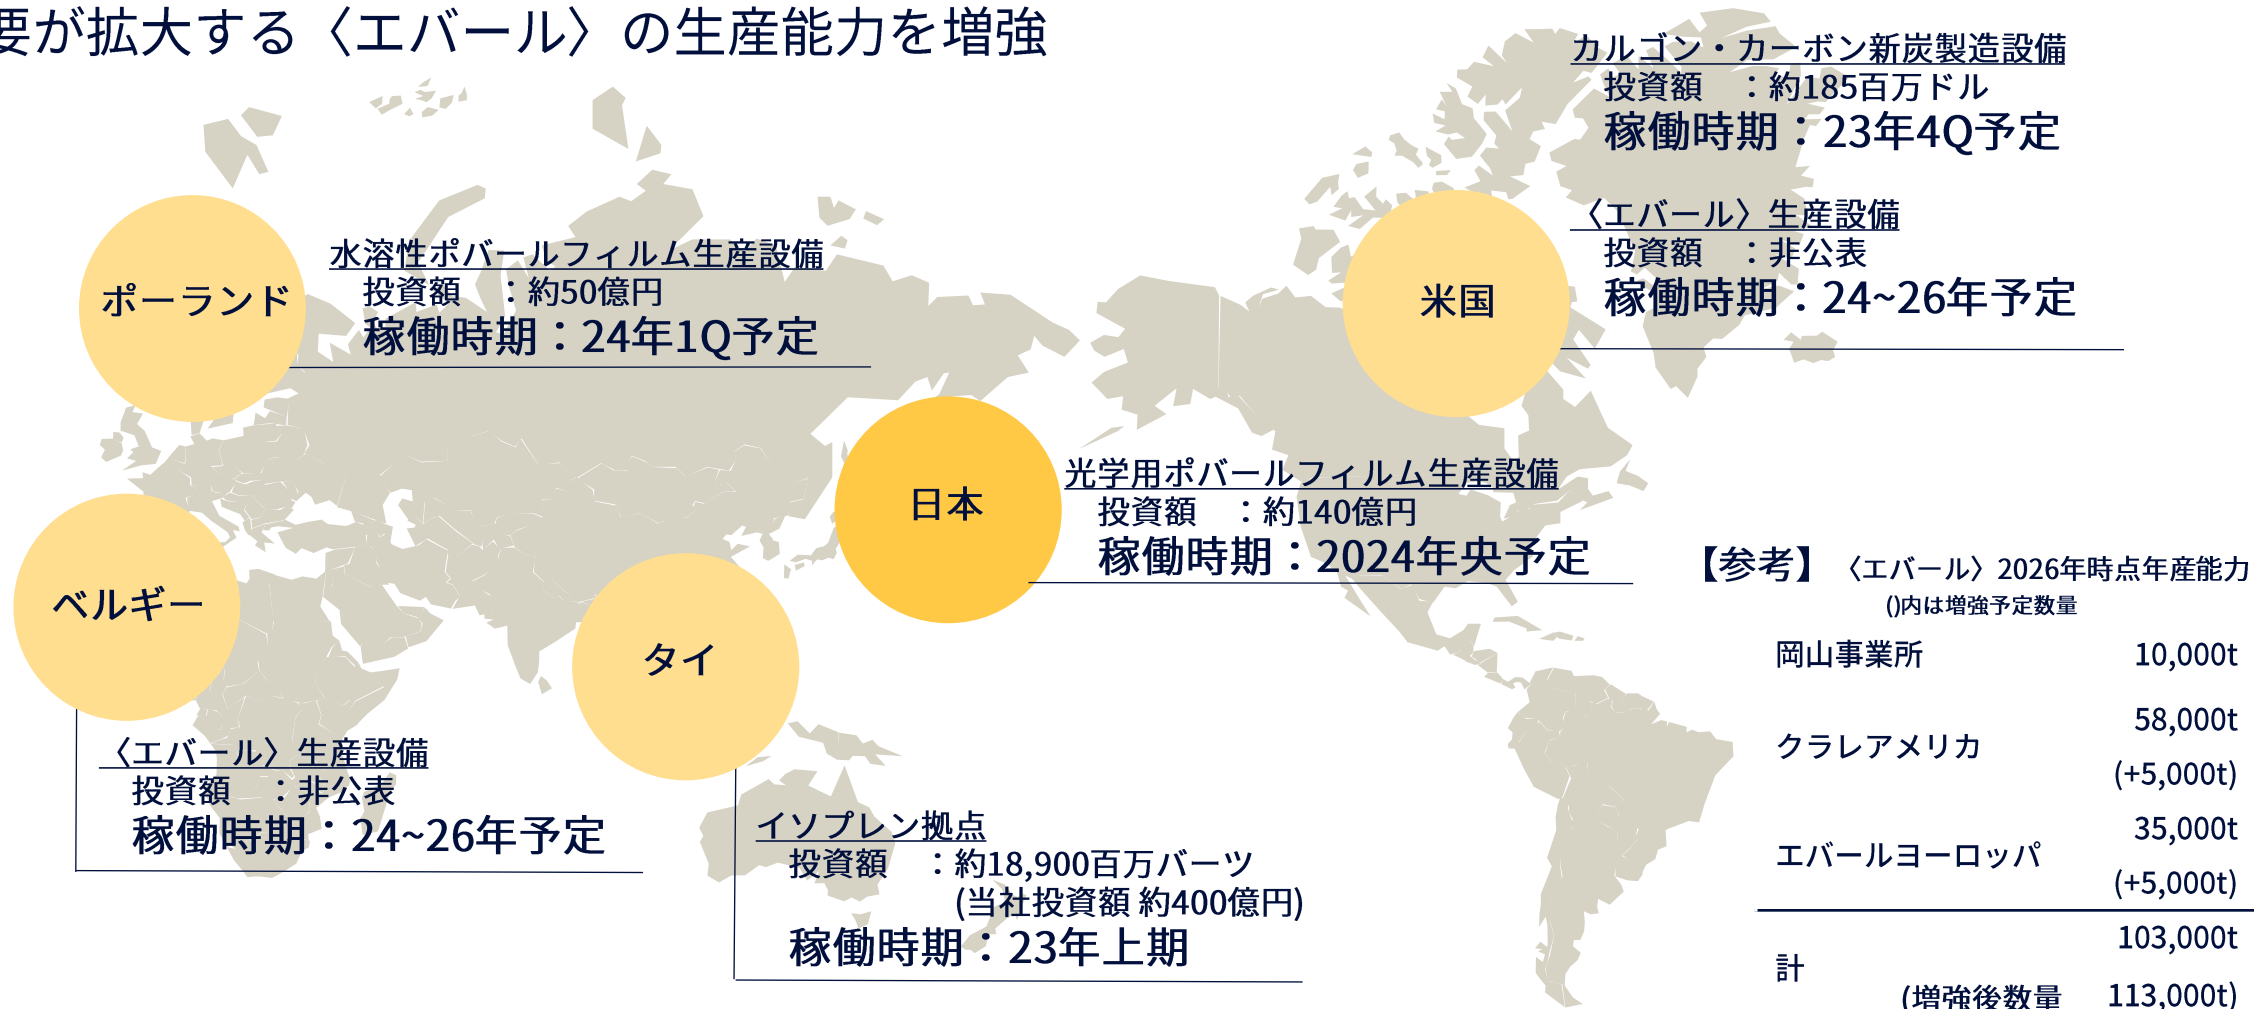 要が拡大する〈エバール〉の生産能力を増強
カルゴン・カーボン新炭製造設備
投資額　：約185百万ドル
稼働時期：23年4Q予定
〈エバール〉生産設備
投資額　：非公表
稼働時期：24~26年予定
米国
ポーランド
水溶性ポバールフィルム生産設備
投資額　：約50億円
稼働時期：24年1Q予定
日本
光学用ポバールフィルム生産設備
投資額　：約140億円
稼働時期：2024年央予定
ベルギー
〈エバール〉生産設備
投資額　：非公表
稼働時期：24~26年予定
タイ
イソプレン拠点
投資額　：約18,900百万バーツ
(当社投資額 約400億円)
稼働時期：23年上期
【参考】〈エバール〉2026年時点年産能力
()内は増強予定数量
岡山事業所 10,000t
クラレアメリカ 58,000t
(+5,000t)
エバールヨーロッパ 35,000t
(+5,000t)
計 103,000t
(増強後数量 113,000t)